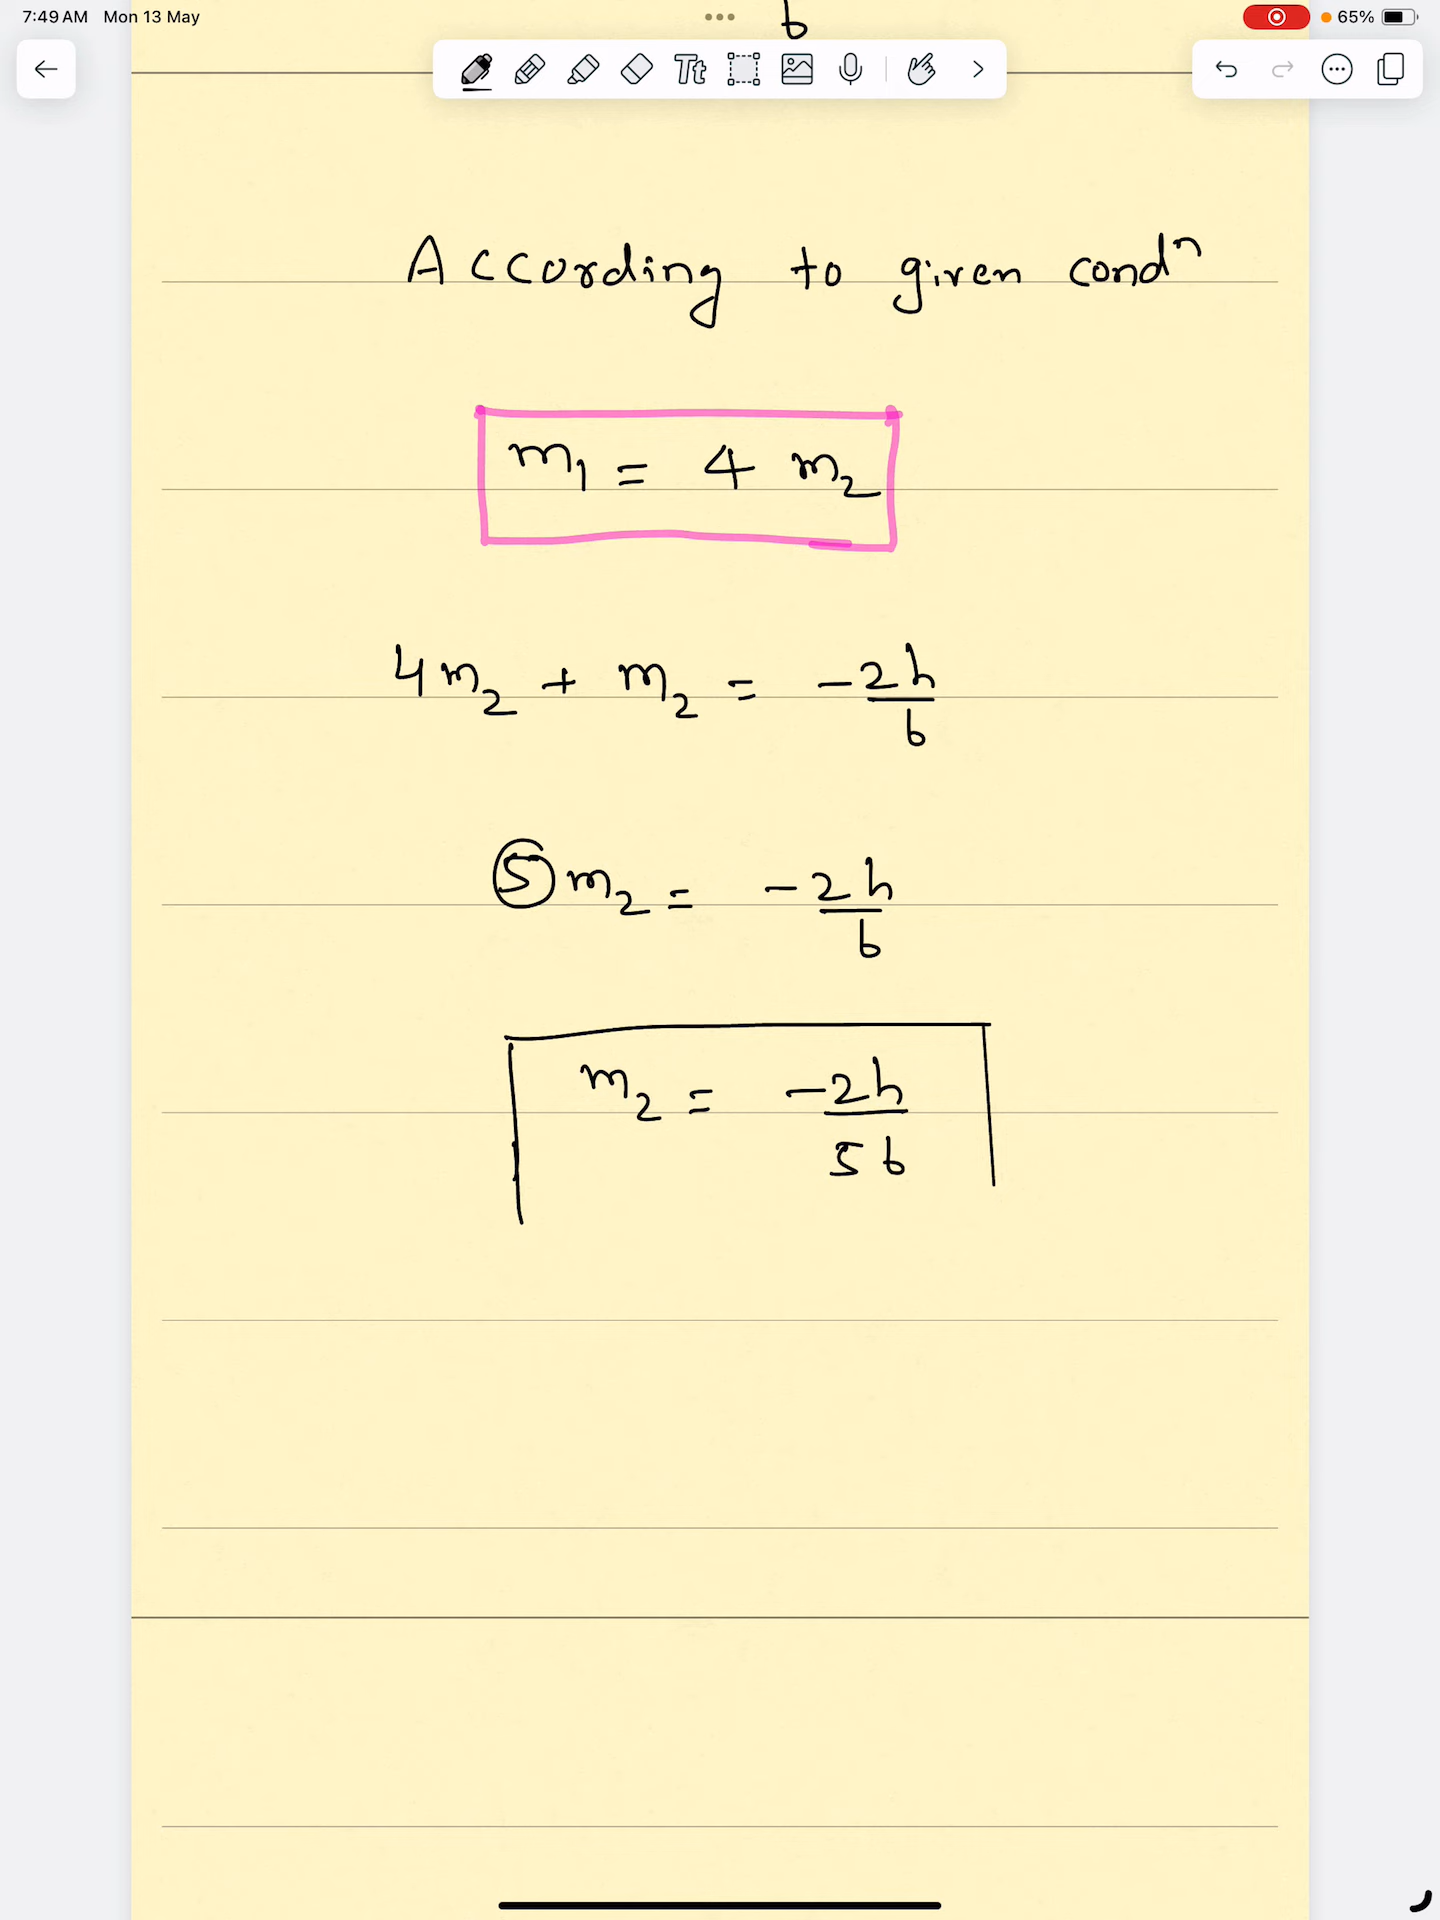 7:49 AM Mon 13 May
65%
b
Tt
According to given condⁿ
m₁ = 4 m₂
4m₂ + m₂ = -2h/b
5m₂ = -2h/b
m₂ = -2h/5b